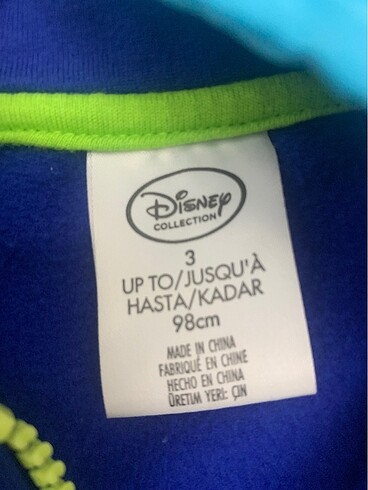 Disney
COLLECTION
3
UP TO/JUSQU'À
HASTA/KADAR
98cm
MADE IN CHINA
FABRIQUÉ EN CHINE
HECHO EN CHINA
ÜRETIM YERI: ÇIN